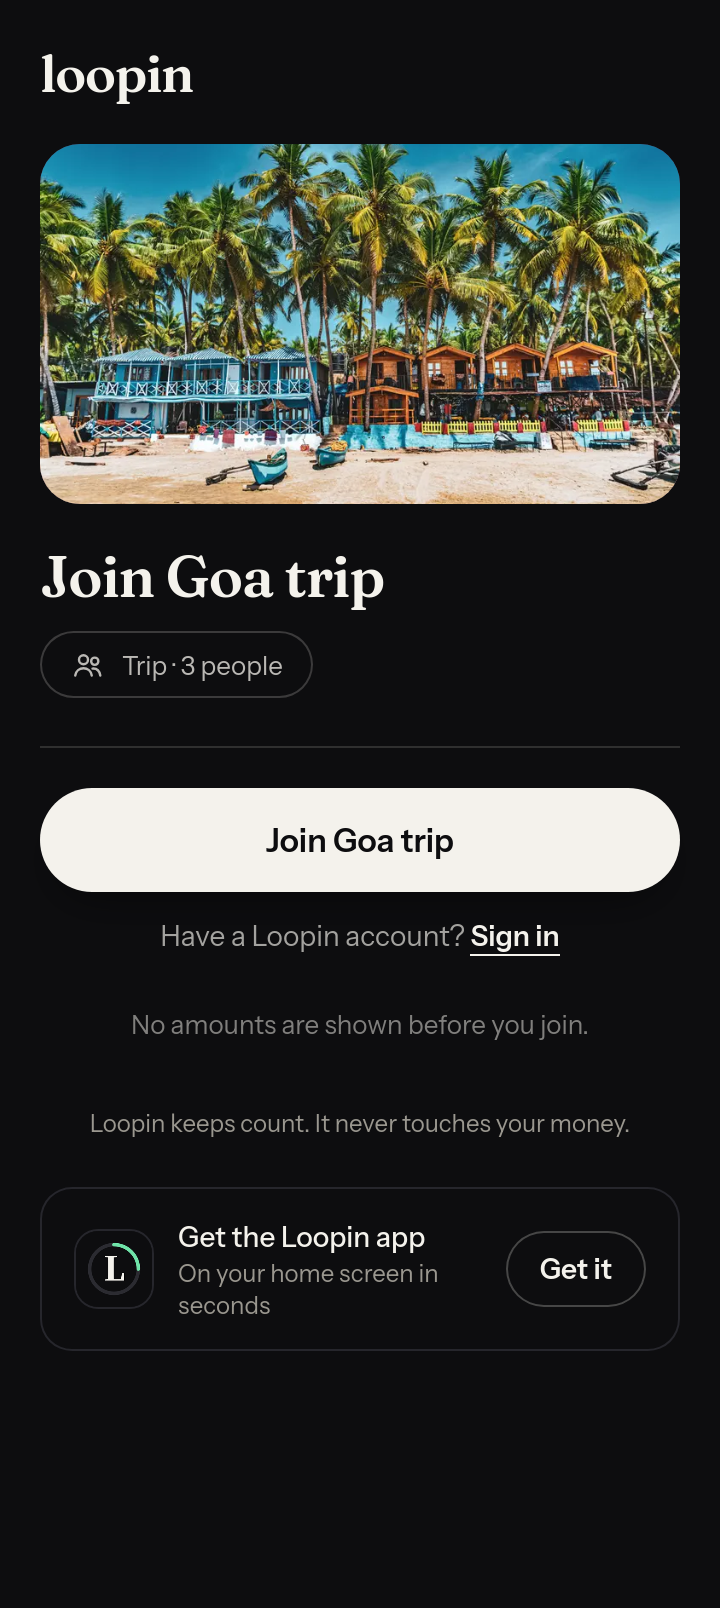 loopin
Join Goa trip
Trip · 3 people
Join Goa trip
Have a Loopin account? Sign in
No amounts are shown before you join.
Loopin keeps count. It never touches your money.
L
Get the Loopin app
On your home screen in
seconds
Get it